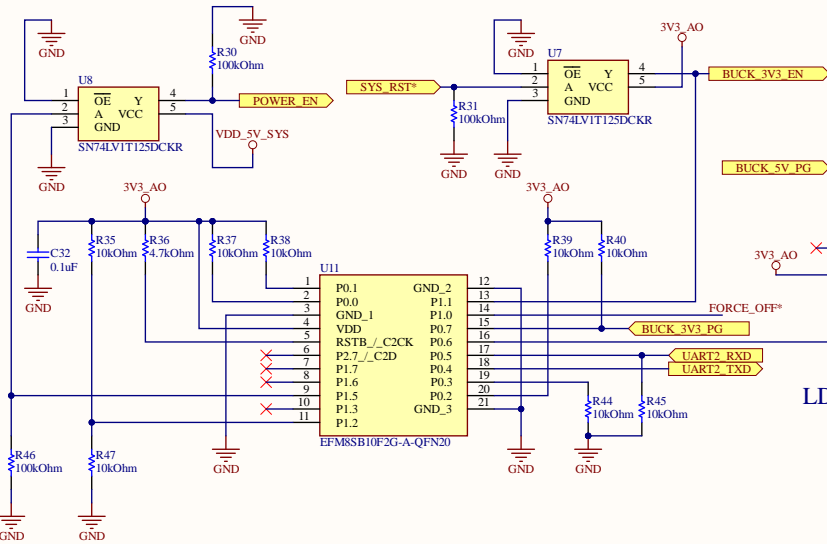 GND
GND
R30
100kOhm
U8
1
2
3
OE Y
A VCC
GND
4
5
SN74LV1T125DCKR
POWER_EN
VDD_5V_SYS
GND
GND
3V3_AO
U7
1
2
3
OE Y
A VCC
GND
4
5
SN74LV1T125DCKR
SYS_RST*
R31
100kOhm
GND
GND
BUCK_3V3_EN
BUCK_5V_PG
3V3_AO
C32
0.1uF
GND
R35
10kOhm
R36
4.7kOhm
R37
10kOhm
R38
10kOhm
3V3_AO
R39
10kOhm
R40
10kOhm
3V3_AO
U11
1 P0.1 GND_2 12
2 P0.0 P1.1 13
3 GND_1 P1.0 14
4 VDD P0.7 15
5 RSTB_/_C2CK P0.6 16
6 P2.7_/_C2D P0.5 17
7 P1.7 P0.4 18
8 P1.6 P0.3 19
9 P1.5 P0.2 20
10 P1.3 GND_3 21
11 P1.2
EFM8SB10F2G-A-QFN20
FORCE_OFF*
BUCK_3V3_PG
UART2_RXD
UART2_TXD
R44
10kOhm
R45
10kOhm
LD
R46
100kOhm
R47
10kOhm
GND
GND
GND
GND
GND